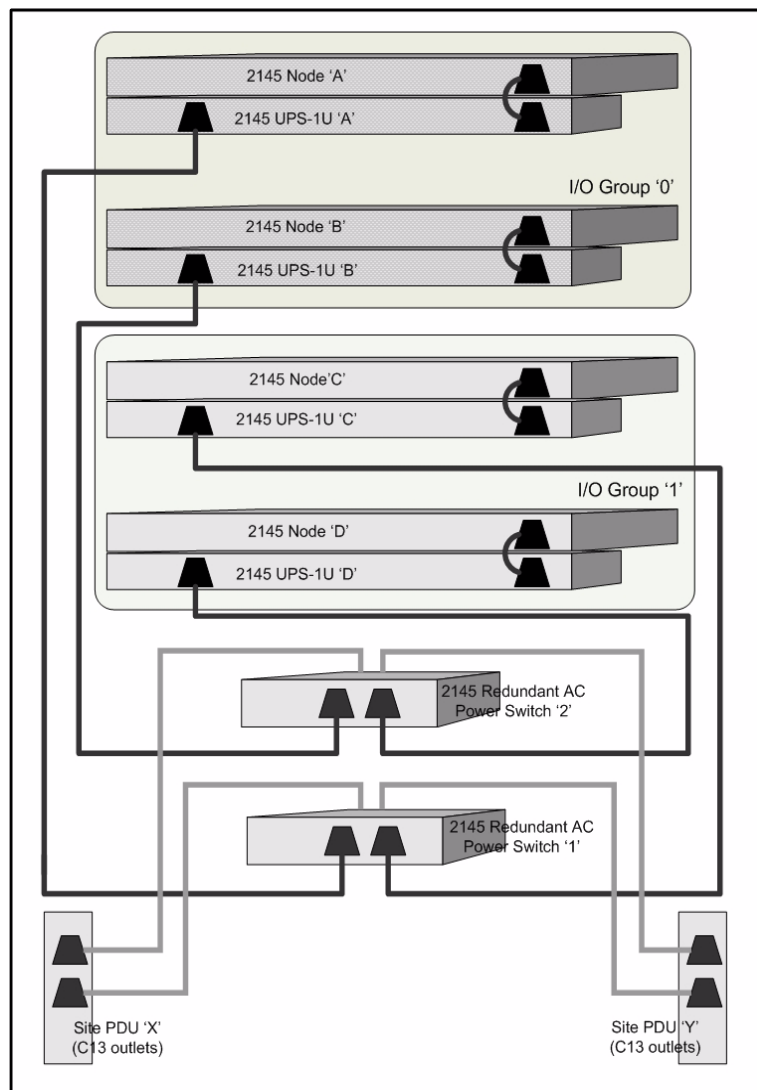 2145 Node ‘A’
2145 UPS-1U ‘A’
I/O Group ‘0’
2145 Node ‘B’
2145 UPS-1U ‘B’
2145 Node‘C’
2145 UPS-1U ‘C’
I/O Group ‘1’
2145 Node ‘D’
2145 UPS-1U ‘D’
2145 Redundant AC
Power Switch ‘2’
2145 Redundant AC
Power Switch ‘1’
Site PDU ‘X’
(C13 outlets)
Site PDU ‘Y’
(C13 outlets)